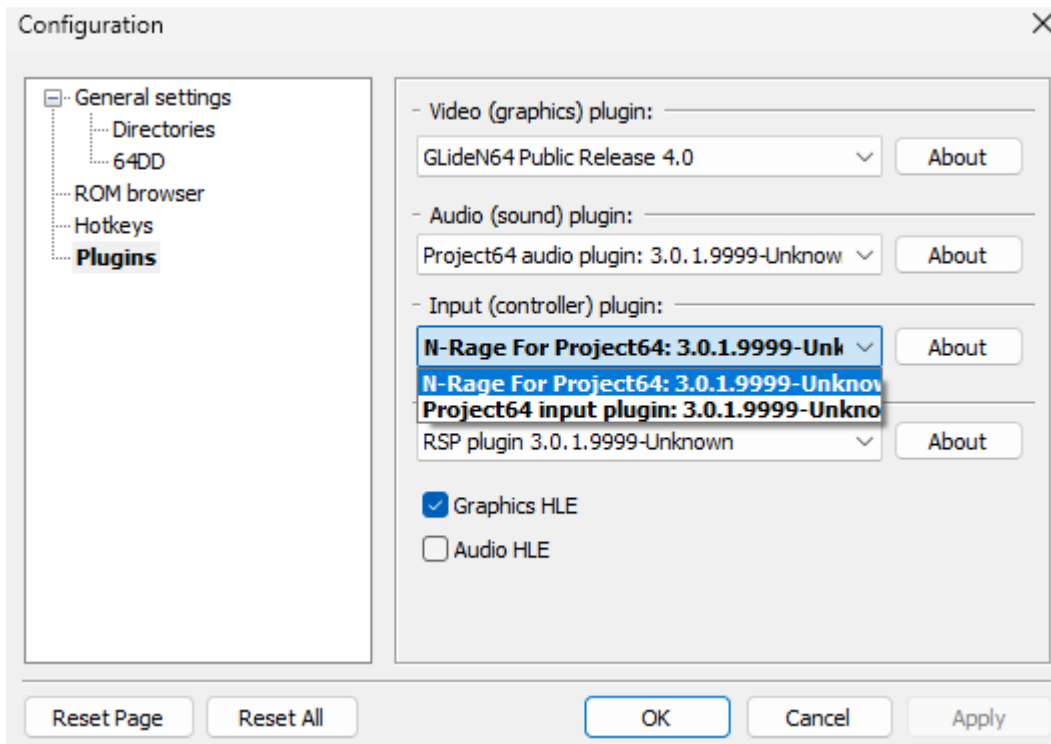 Configuration
General settings
Directories
64DD
ROM browser
Hotkeys
Plugins
Video (graphics) plugin:
GLideN64 Public Release 4.0
About
Audio (sound) plugin:
Project64 audio plugin: 3.0.1.9999-Unknow
About
Input (controller) plugin:
N-Rage For Project64: 3.0.1.9999-Unk
About
N-Rage For Project64: 3.0.1.9999-Unknow
Project64 input plugin: 3.0.1.9999-Unkno
RSP plugin 3.0.1.9999-Unknown
About
Graphics HLE
Audio HLE
Reset Page
Reset All
OK
Cancel
Apply